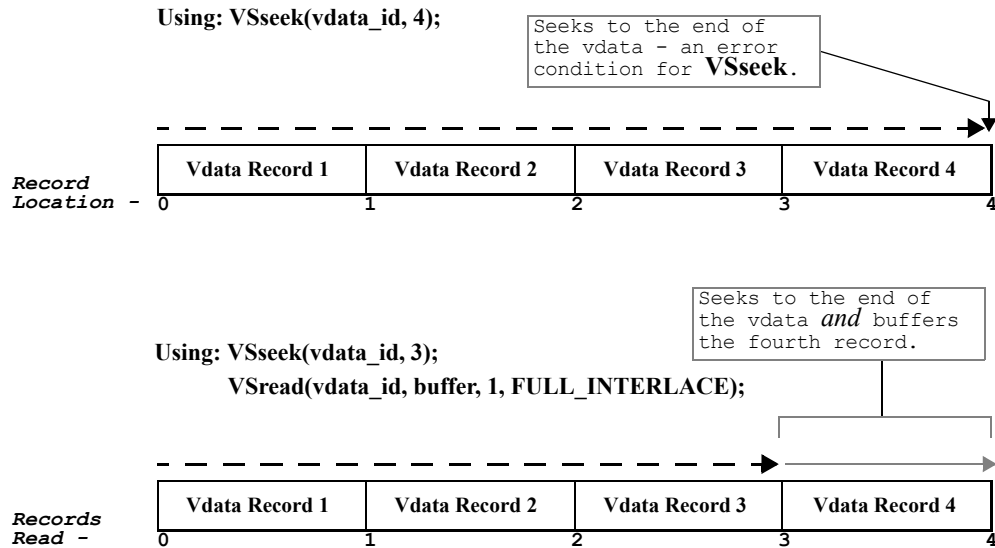 Using: VSseek(vdata_id, 4);
Seeks to the end of
the vdata - an error
condition for VSseek.
Vdata Record 1 Vdata Record 2 Vdata Record 3 Vdata Record 4
Record
Location -
0 1 2 3 4
Seeks to the end of
the vdata and buffers
the fourth record.
Using: VSseek(vdata_id, 3);
VSread(vdata_id, buffer, 1, FULL_INTERLACE);
Vdata Record 1 Vdata Record 2 Vdata Record 3 Vdata Record 4
Records
Read -
0 1 2 3 4